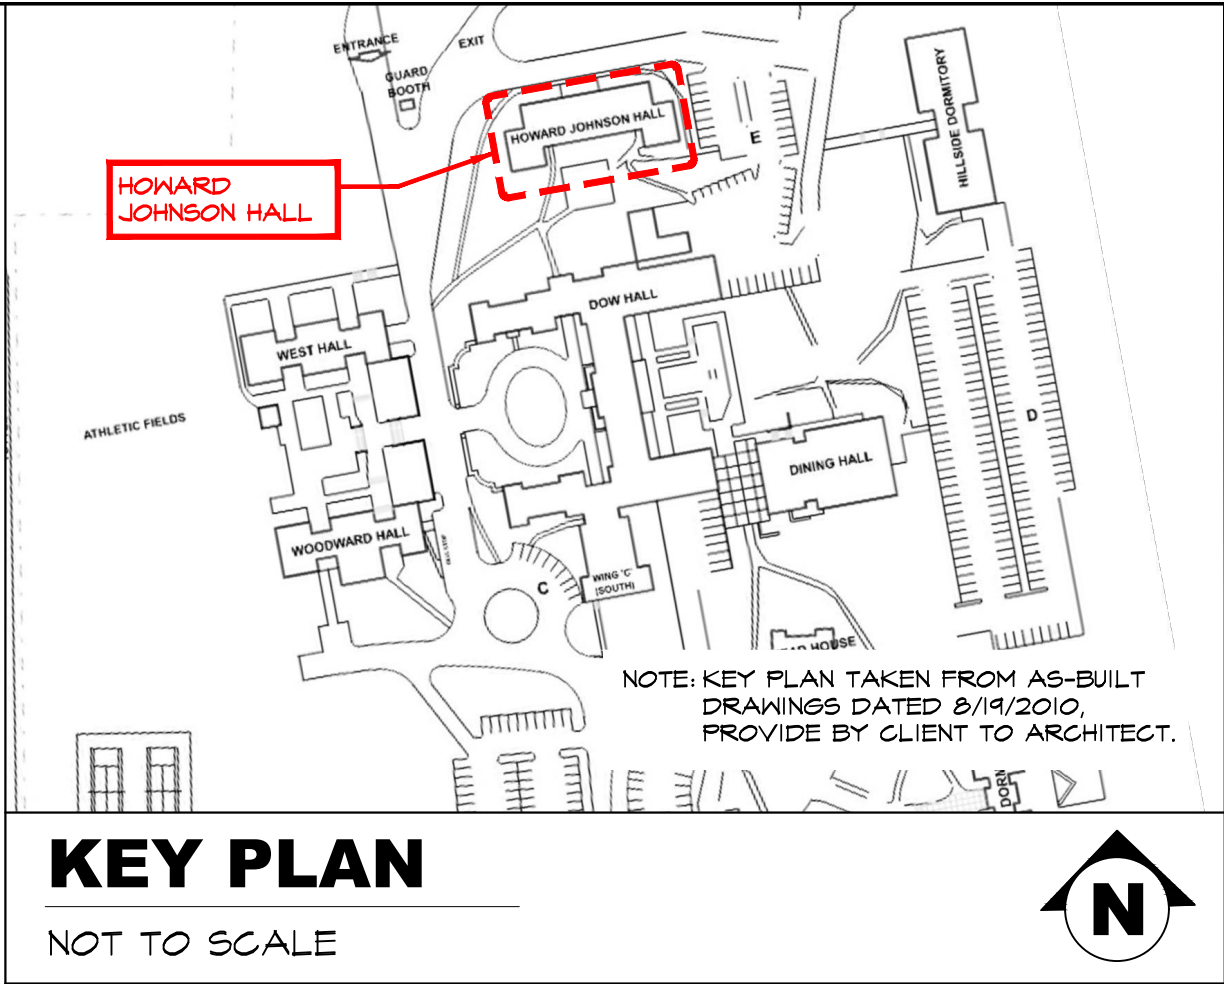 ENTRANCE
EXIT
GUARD
BOOTH
HOWARD JOHNSON HALL
E
HILLSIDE DORMITORY
HOWARD
JOHNSON HALL
DOW HALL
WEST HALL
ATHLETIC FIELDS
D
DINING HALL
WOODWARD HALL
WING 'C'
(SOUTH)
C
HOUSE
NOTE: KEY PLAN TAKEN FROM AS-BUILT
DRAWINGS DATED 8/19/2010,
PROVIDE BY CLIENT TO ARCHITECT.
DORM
KEY PLAN
NOT TO SCALE
N